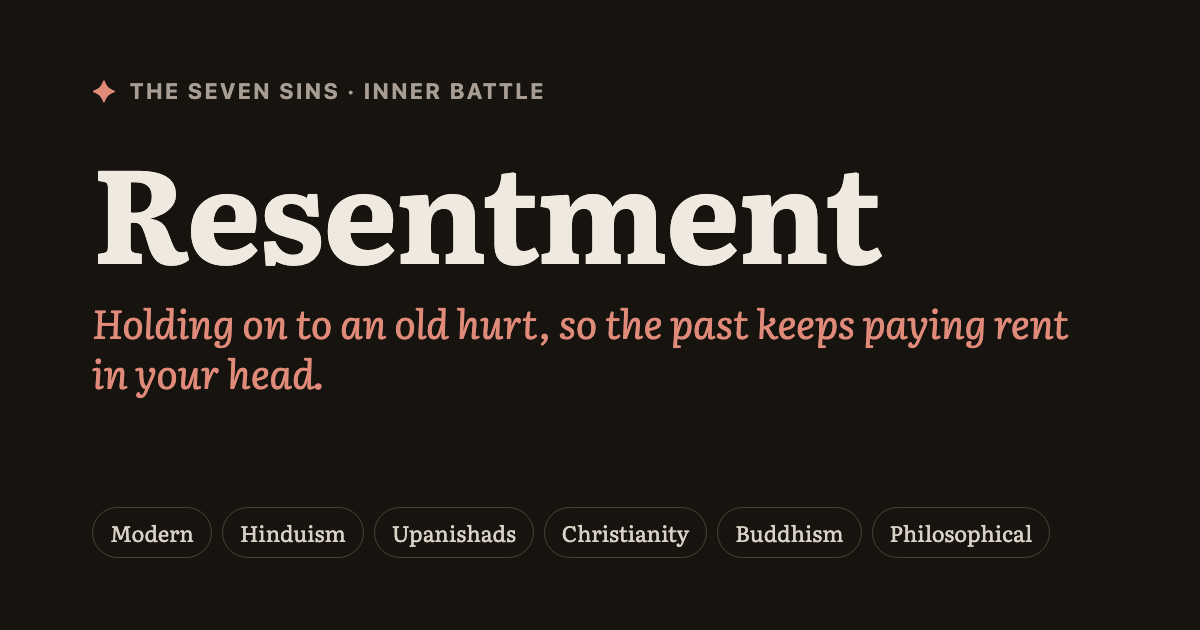 THE SEVEN SINS · INNER BATTLE
Resentment
Holding on to an old hurt, so the past keeps paying rent
in your head.
Modern Hinduism Upanishads Christianity Buddhism Philosophical